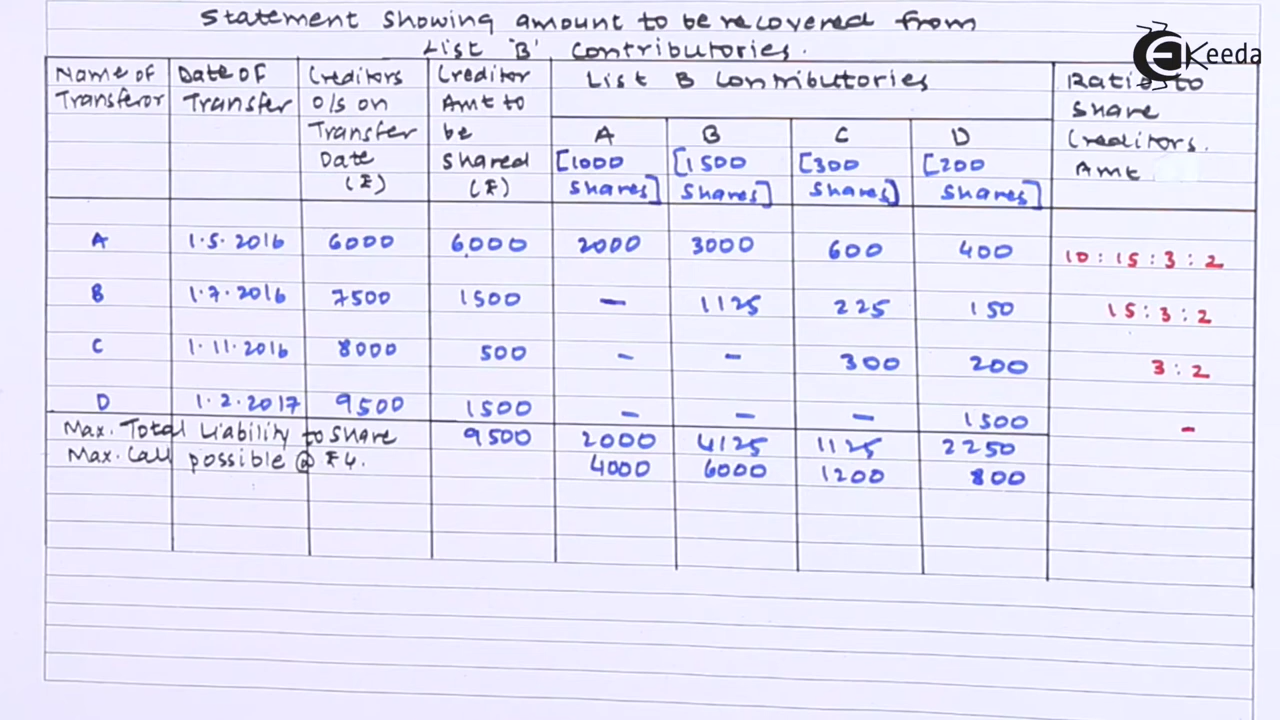 Statement Showing amount to be recovered from
List 'B' Contributories.
EKeeda
Name of Transferor
Date of Transfer
Creditors o/s on Transfer Date (₹)
Creditor Amt to be shared (₹)
List B Contributories
Ratio to Share Creditors. Amt
A [1000 Shares]
B [1500 Shares]
C [300 Shares]
D [200 Shares]
A 1.5.2016 6000 6,000 2000 3000 600 400 10:15:3:2
B 1.7.2016 7500 1500 - 1125 225 150 15:3:2
C 1.11.2016 8000 500 - - 300 200 3:2
D 1.2.2017 9500 1500 - - - 1500 -
Max. Total Liability to Share 9500 2000 4125 1125 2250
Max. Call possible @ ₹4. 4000 6000 1200 800